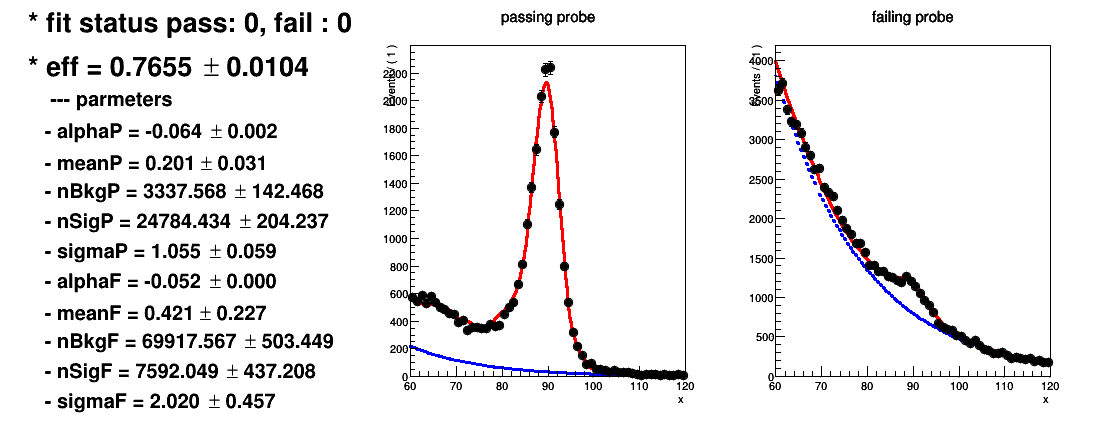 * fit status pass: 0, fail : 0
* eff = 0.7655 ± 0.0104
--- parmeters
- alphaP = -0.064 ± 0.002
- meanP = 0.201 ± 0.031
- nBkgP = 3337.568 ± 142.468
- nSigP = 24784.434 ± 204.237
- sigmaP = 1.055 ± 0.059
- alphaF = -0.052 ± 0.000
- meanF = 0.421 ± 0.227
- nBkgF = 69917.567 ± 503.449
- nSigF = 7592.049 ± 437.208
- sigmaF = 2.020 ± 0.457
passing probe
Events / ( 1 )
2200
2000
1800
1600
1400
1200
1000
800
600
400
200
0
60 70 80 90 100 110 120
x
failing probe
Events / ( 1 )
4000
3500
3000
2500
2000
1500
1000
500
0
60 70 80 90 100 110 120
x